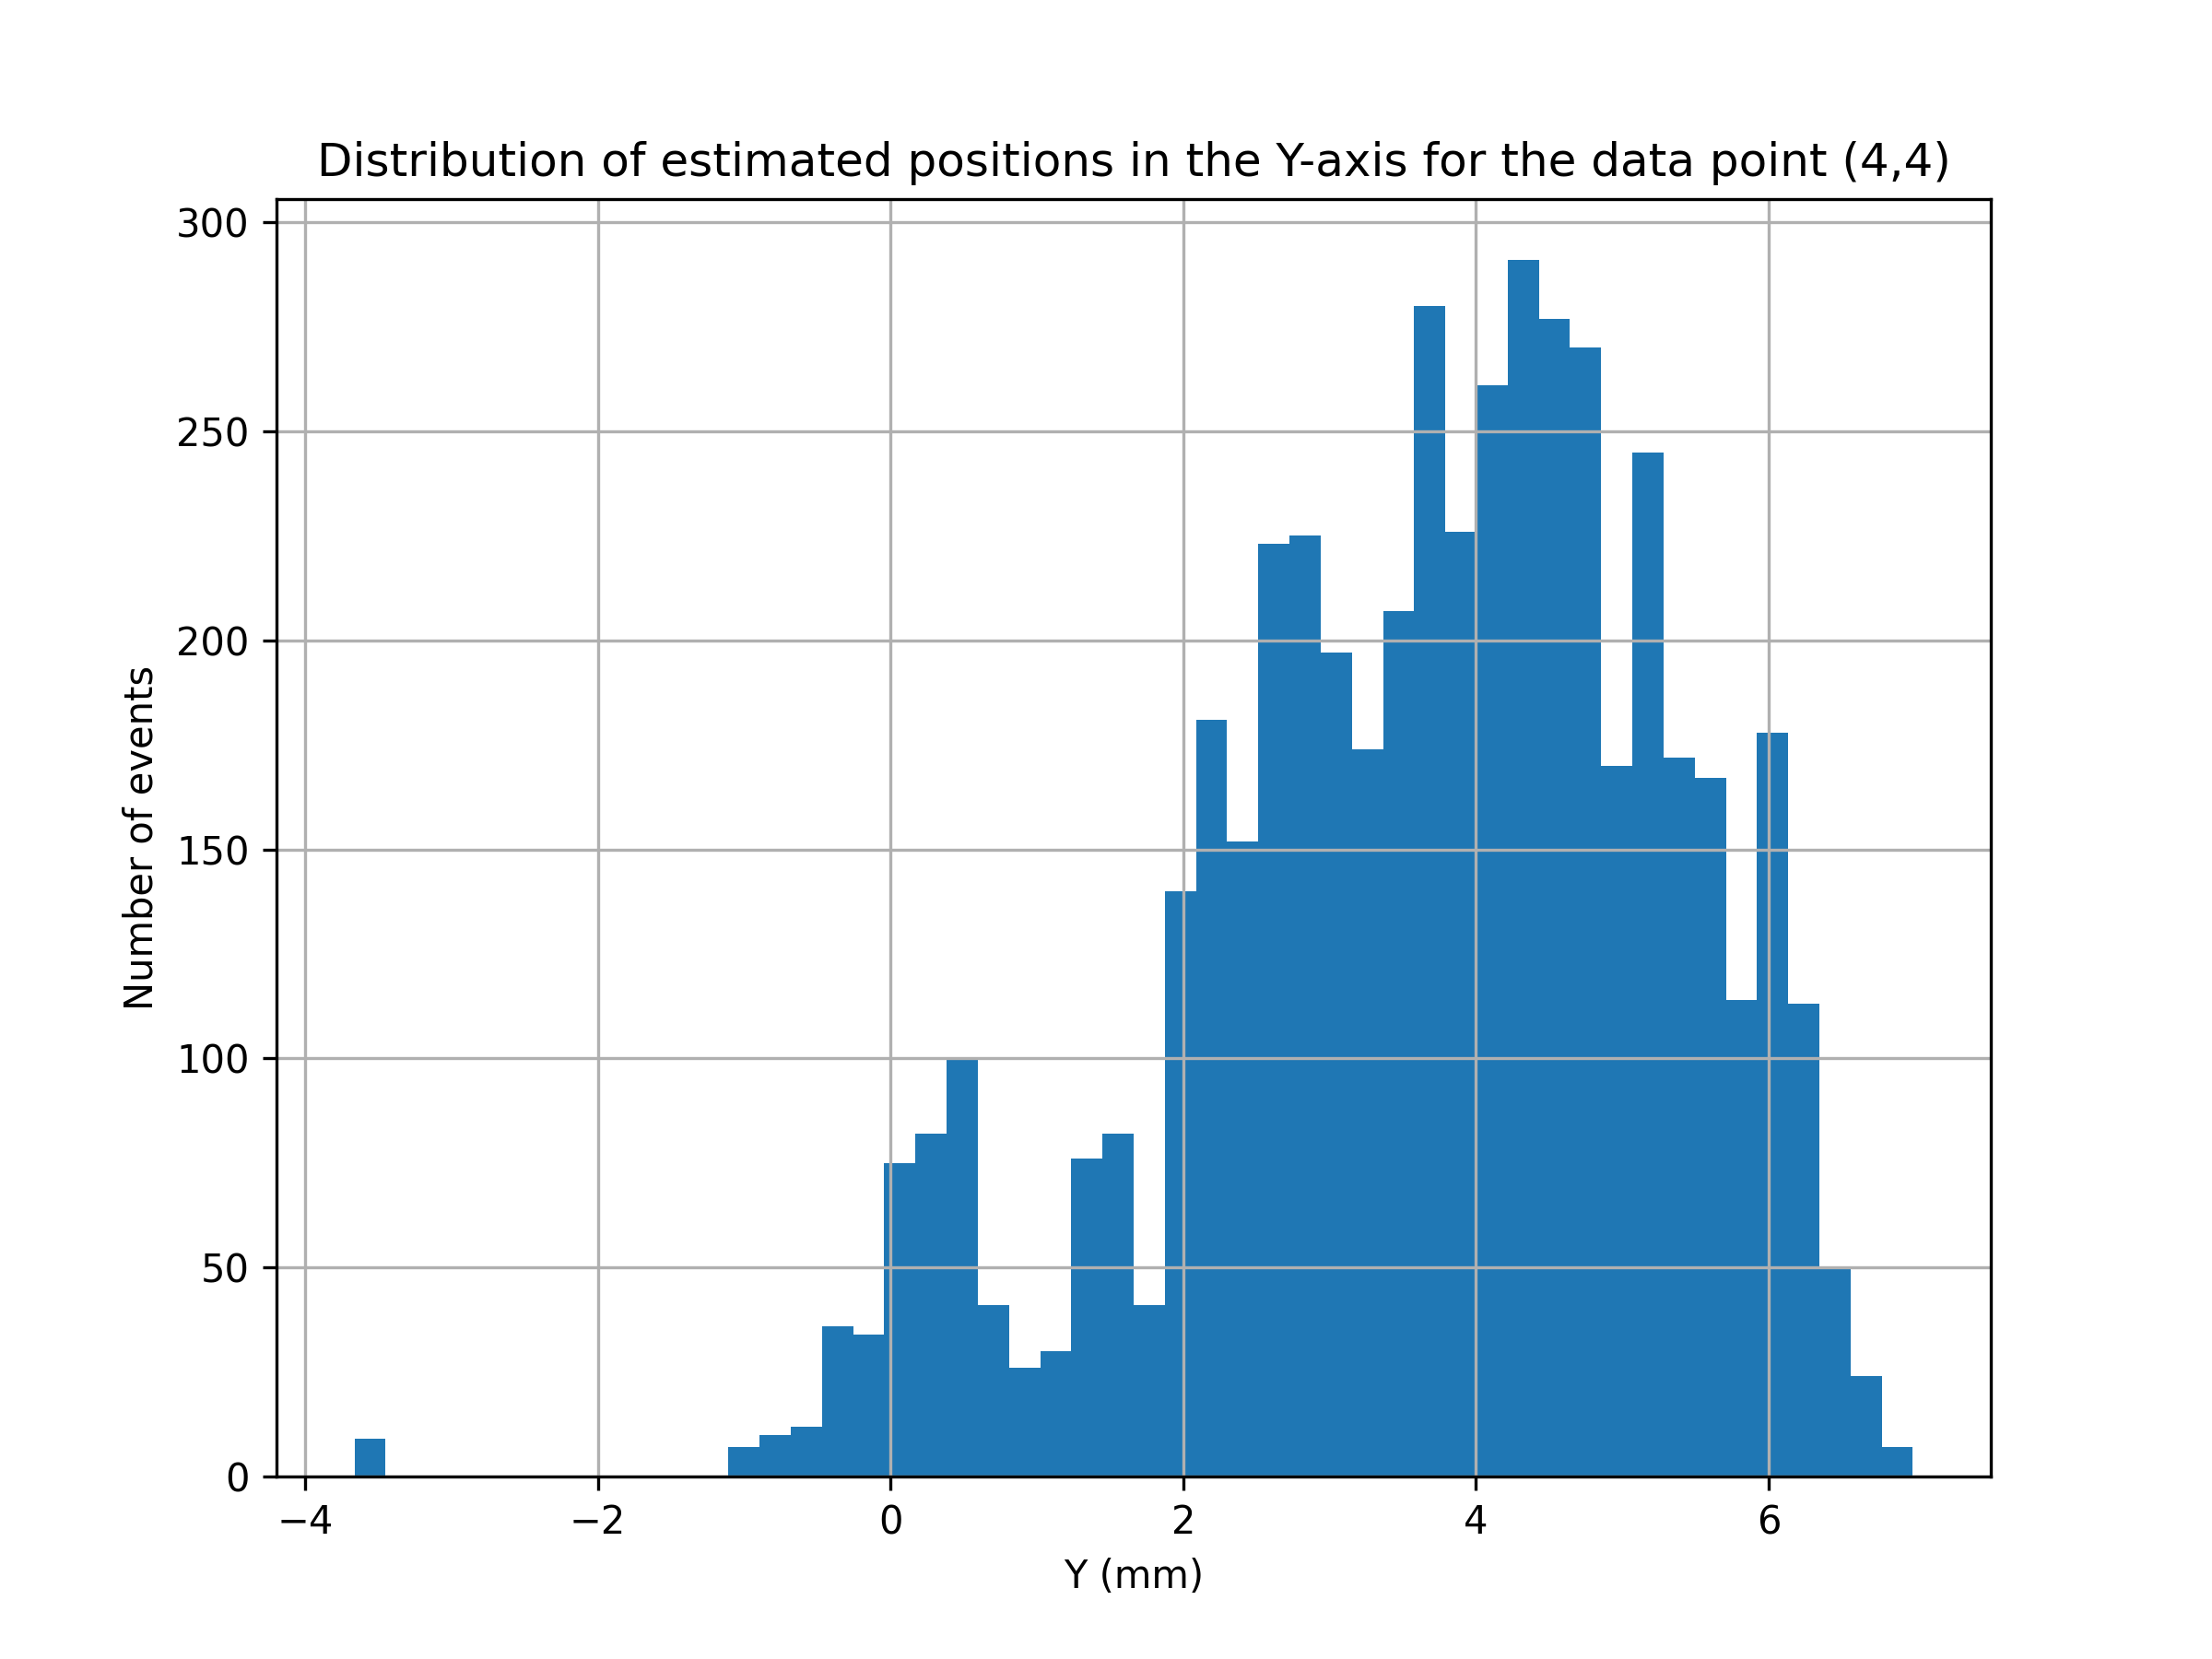 Distribution of estimated positions in the Y-axis for the data point (4,4)
300
250
200
150
100
50
0
Number of events
−4 −2 0 2 4 6
Y (mm)